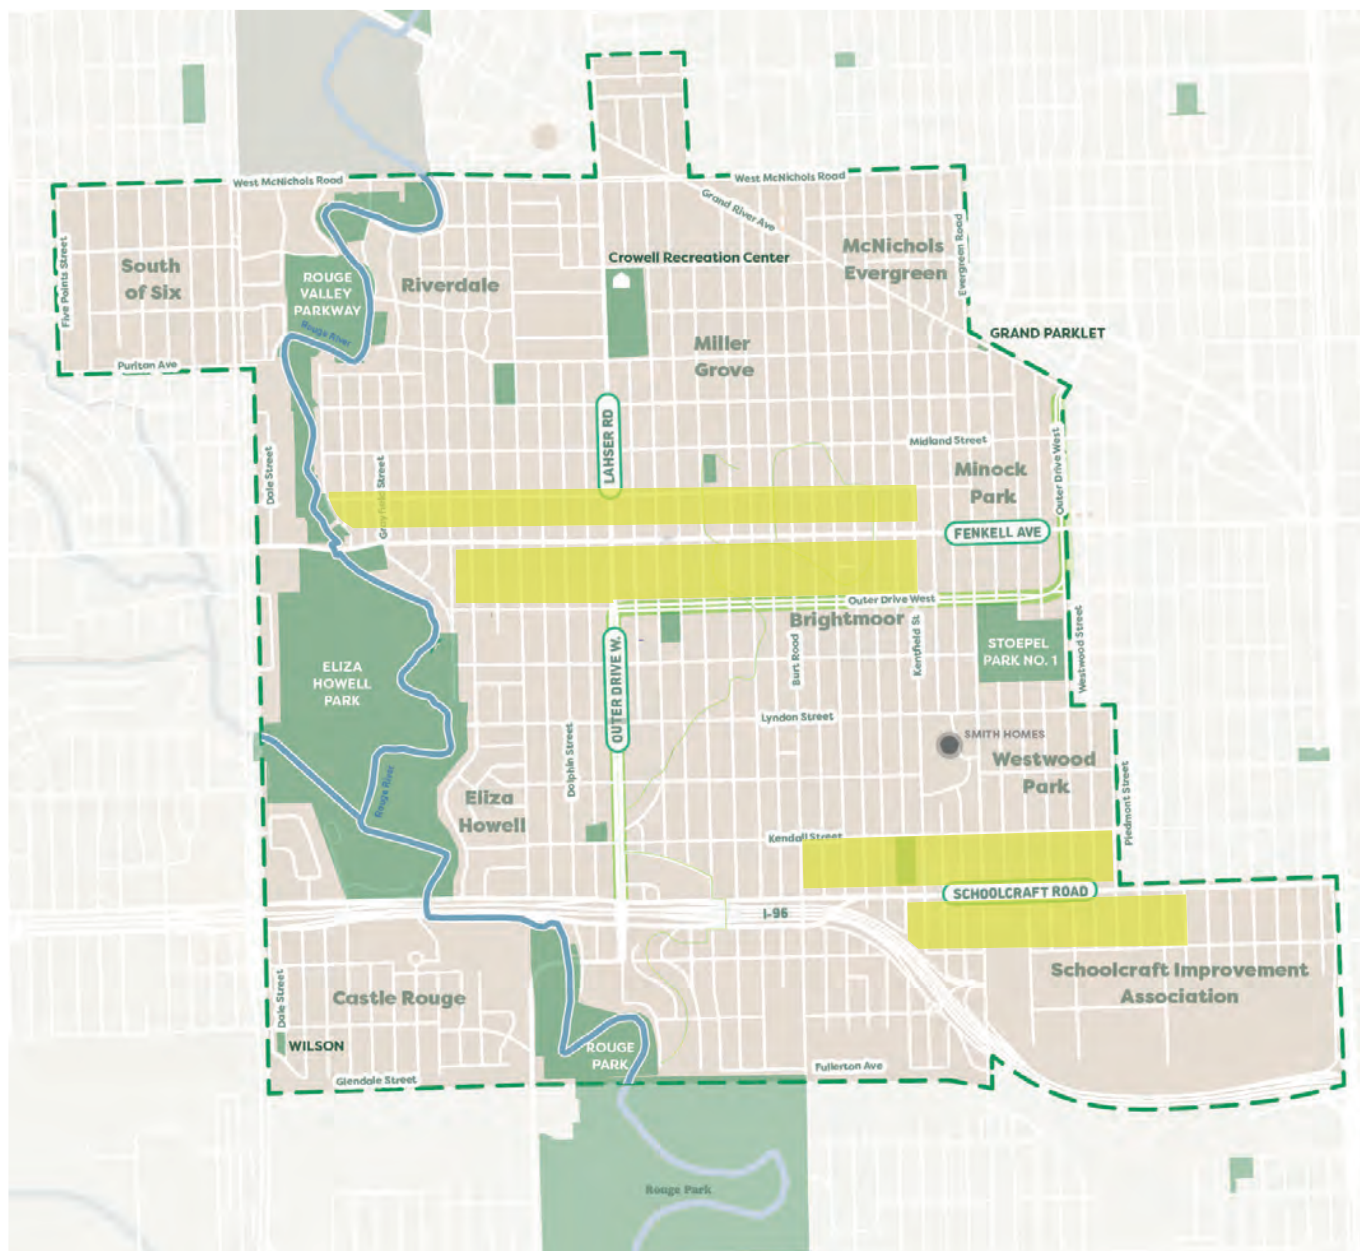 West McNichols Road
West McNichols Road
Grand River Ave
Five Points Street
South
of Six
ROUGE
VALLEY
PARKWAY
Riverdale
Crowell Recreation Center
McNichols
Evergreen
Evergreen Road
Rouge River
GRAND PARKLET
Miller
Grove
Puritan Ave
LAHSER RD
Midland Street
Minock
Park
Outer Drive West
Dale Street
Grayfield Street
FENKELL AVE
Outer Drive West
Brightmoor
Burt Rood
Kentfield St
STOEPEL
PARK NO. 1
Westwood Street
ELIZA
HOWELL
PARK
OUTER DRIVE W.
Lyndon Street
SMITH HOMES
Westwood
Park
Dolphin Street
Rouge River
Eliza
Howell
Piedmont Street
Kendall Street
SCHOOLCRAFT ROAD
I-96
Schoolcraft Improvement
Association
Dale Street
Castle Rouge
WILSON
ROUGE
PARK
Fullerton Ave
Glendale Street
Rouge Park